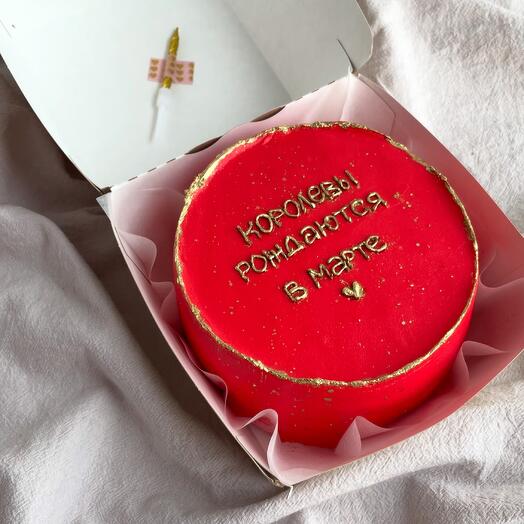 королевы
рождаются
в марте